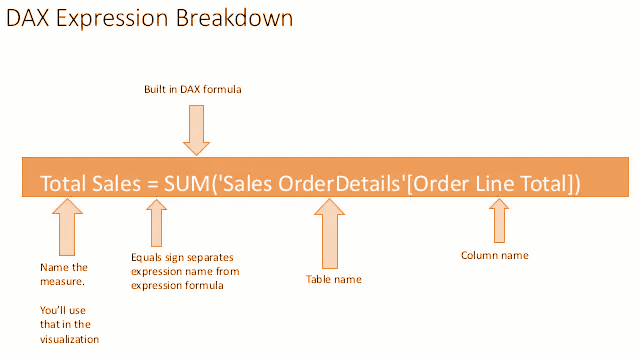 DAX Expression Breakdown
Built in DAX formula
Total Sales = SUM('Sales OrderDetails'[Order Line Total])
Name the
measure.
You'll use
that in the
visualization
Equals sign separates
expression name from
expression formula
Table name
Column name